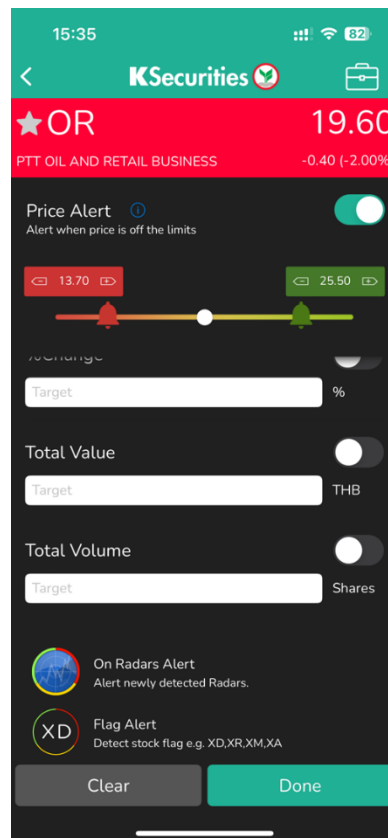 15:35
82
KSecurities
OR
19.60
PTT OIL AND RETAIL BUSINESS
-0.40 (-2.00%
Price Alert
Alert when price is off the limits
13.70
25.50
%Change
Target
%
Total Value
Target
THB
Total Volume
Target
Shares
On Radars Alert
Alert newly detected Radars.
XD
Flag Alert
Detect stock flag e.g. XD,XR,XM,XA
Clear
Done